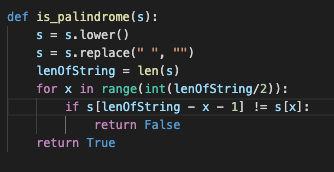 def is_palindrome(s):
    s = s.lower()
    s = s.replace(" ", "")
    lenOfString = len(s)
    for x in range(int(lenOfString/2)):
        if s[lenOfString - x - 1] != s[x]:
            return False
    return True